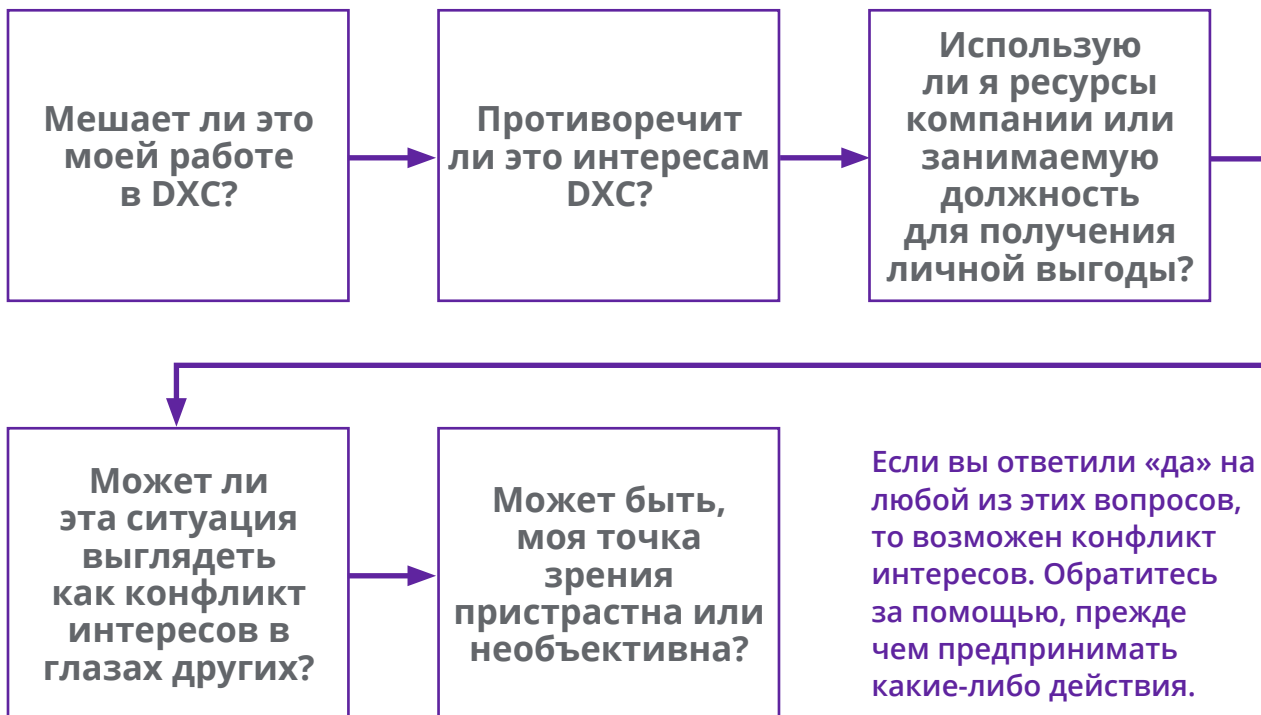 Мешает ли это
моей работе
в DXC?
Противоречит
ли это интересам
DXC?
Использую
ли я ресурсы
компании или
занимаемую
должность
для получения
личной выгоды?
Может ли
эта ситуация
выглядеть
как конфликт
интересов в
глазах других?
Может быть,
моя точка
зрения
пристрастна или
необъективна?
Если вы ответили «да» на
любой из этих вопросов,
то возможен конфликт
интересов. Обратитесь
за помощью, прежде
чем предпринимать
какие-либо действия.